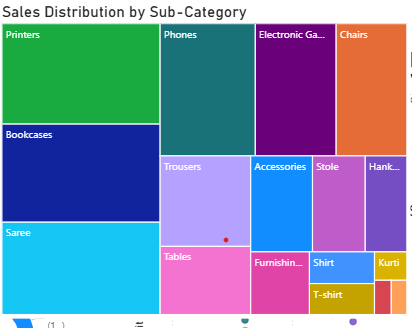 Sales Distribution by Sub-Category
Printers
Phones
Electronic Ga...
Chairs
Bookcases
Trousers
Accessories
Stole
Hank...
Saree
Tables
Furnishin...
Shirt
Kurti
T-shirt